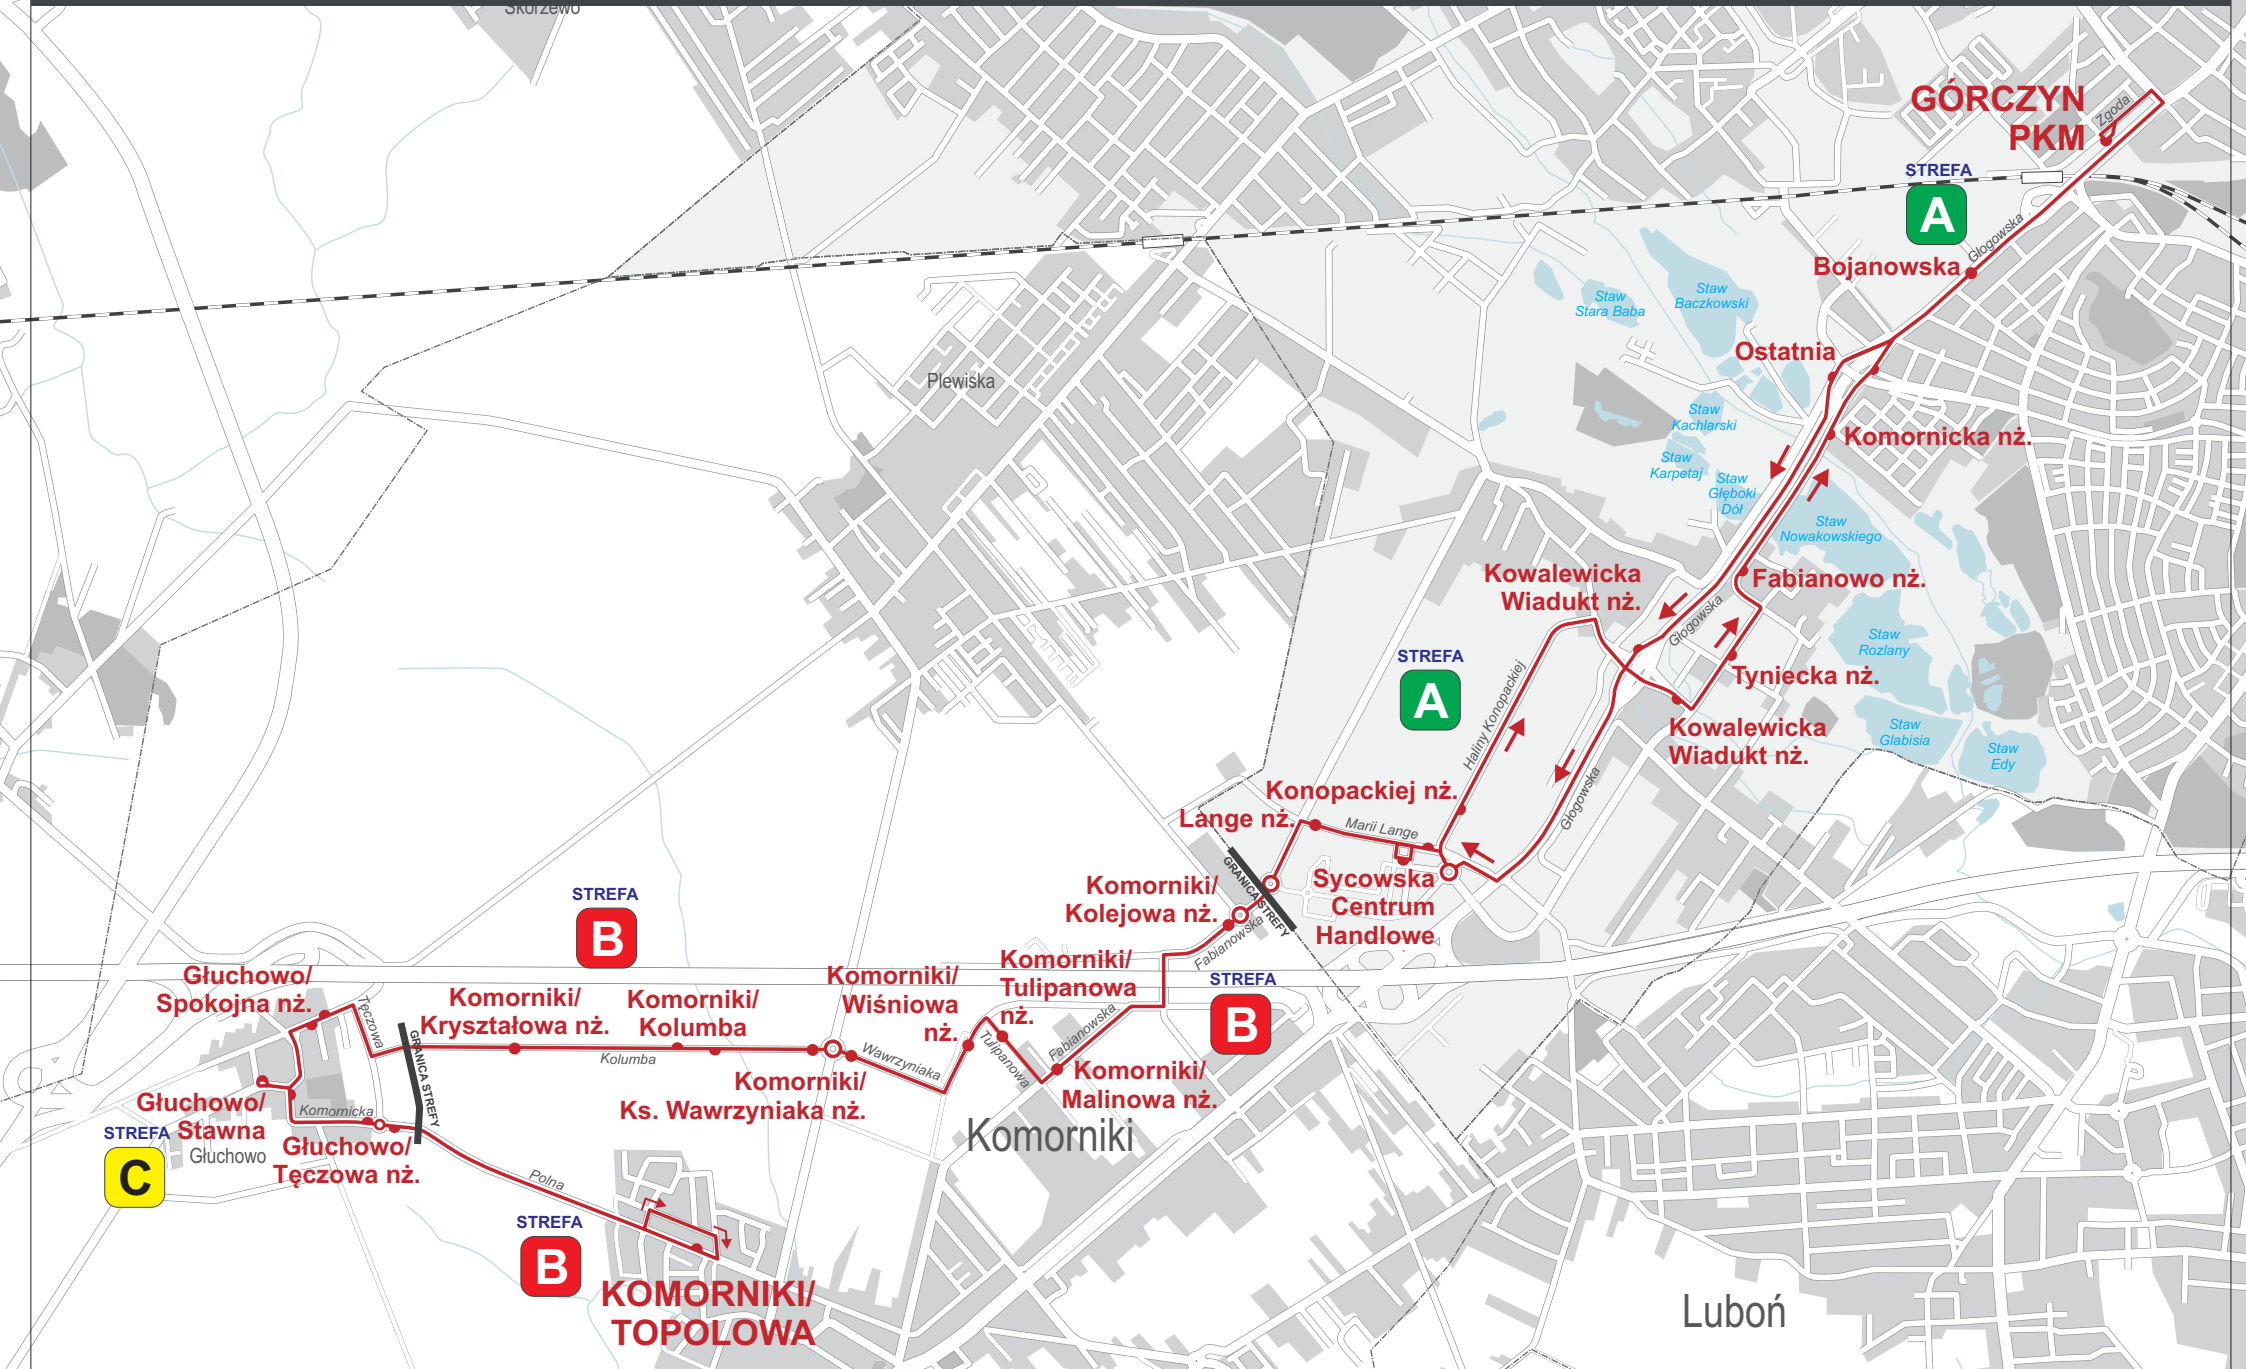 Skórzewo
GÓRCZYN
PKM
Zgoda
STREFA
A
Głogowska
Bojanowska
Staw
Stara Baba
Staw
Baczkowski
Ostatnia
Plewiska
Staw
Kachlarski
Komornicka nż.
Staw
Karpetaj
Staw
Głęboki
Dół
Staw
Nowakowskiego
Kowalewicka
Wiadukt nż.
Fabianowo nż.
Głogowska
Staw
Rozlany
STREFA
A
Haliny Konopackiej
Tyniecka nż.
Kowalewicka
Wiadukt nż.
Staw
Glabisia
Staw
Edy
Konopackiej nż.
Lange nż.
Marii Lange
Głogowska
GRANICA STREFY
Sycowska
Centrum
Handlowe
Komorniki/
Kolejowa nż.
Fabianowska
STREFA
B
Głuchowo/
Spokojna nż.
Tęczowa
Komorniki/
Kryształowa nż.
Komorniki/
Kolumba
Komorniki/
Wiśniowa
nż.
Komorniki/
Tulipanowa
nż.
STREFA
B
Kolumba
Wawrzyniaka
Tulipanowa
Fabianowska
GRANICA STREFY
Komorniki/
Ks. Wawrzyniaka nż.
Komorniki/
Malinowa nż.
Głuchowo/
Stawna
Komornicka
STREFA
C
Głuchowo
Głuchowo/
Tęczowa nż.
Komorniki
Polna
STREFA
B
KOMORNIKI/
TOPOLOWA
Luboń